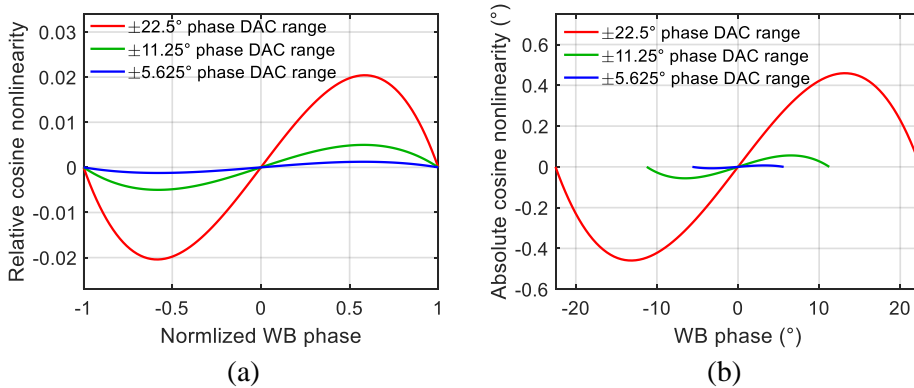 Relative cosine nonlinearity
0.03
0.02
0.01
0
-0.01
-0.02
±22.5° phase DAC range
±11.25° phase DAC range
±5.625° phase DAC range
-1
-0.5
0
0.5
1
Normlized WB phase
(a)
Absolute cosine nonlinearity (°)
0.6
0.4
0.2
0
-0.2
-0.4
-0.6
±22.5° phase DAC range
±11.25° phase DAC range
±5.625° phase DAC range
-20
-10
0
10
20
WB phase (°)
(b)